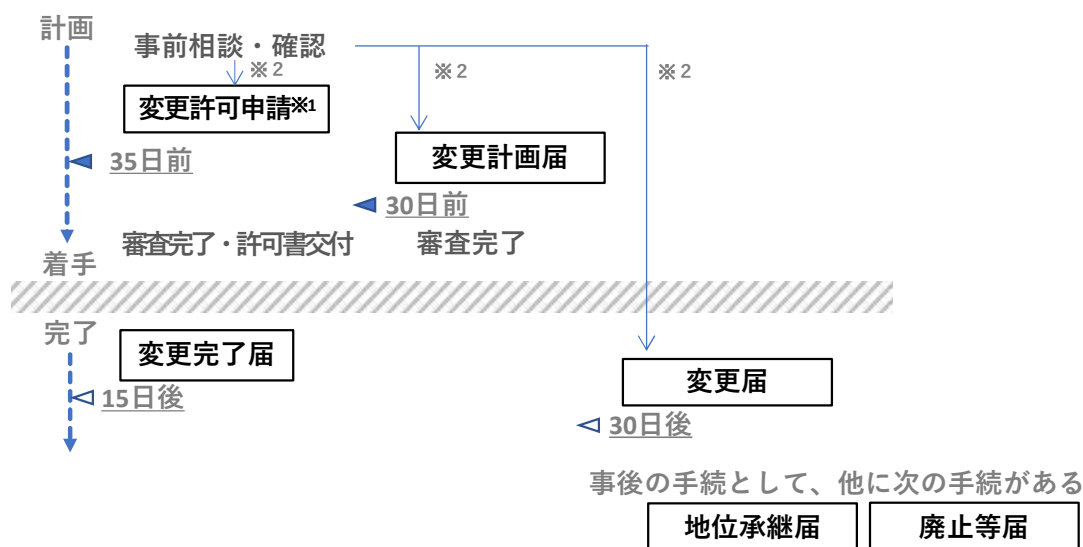 計画
事前相談・確認
※2
※2
※2
変更許可申請※1
変更計画届
35日前
30日前
審査完了・許可書交付
審査完了
着手
完了
変更完了届
変更届
15日後
30日後
事後の手続として、他に次の手続がある
地位承継届
廃止等届